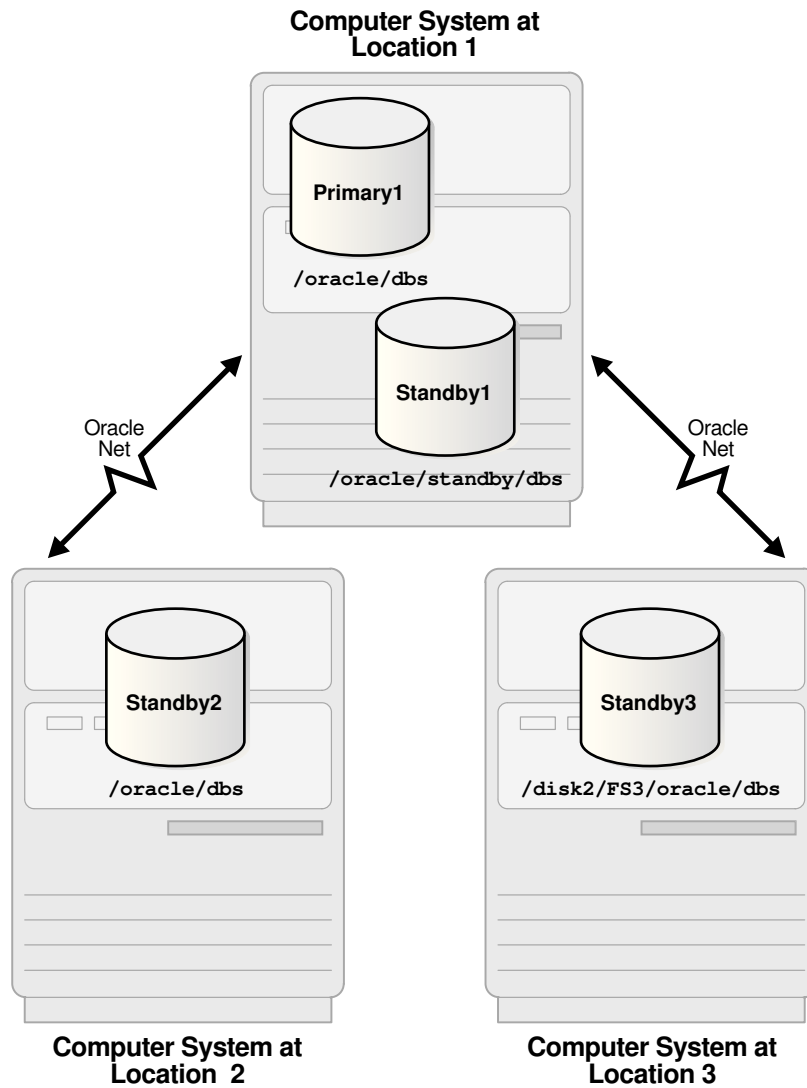 Computer System at
Location 1
Primary1
/oracle/dbs
Standby1
/oracle/standby/dbs
Oracle
Net
Oracle
Net
Standby2
/oracle/dbs
Standby3
/disk2/FS3/oracle/dbs
Computer System at
Location 2
Computer System at
Location 3